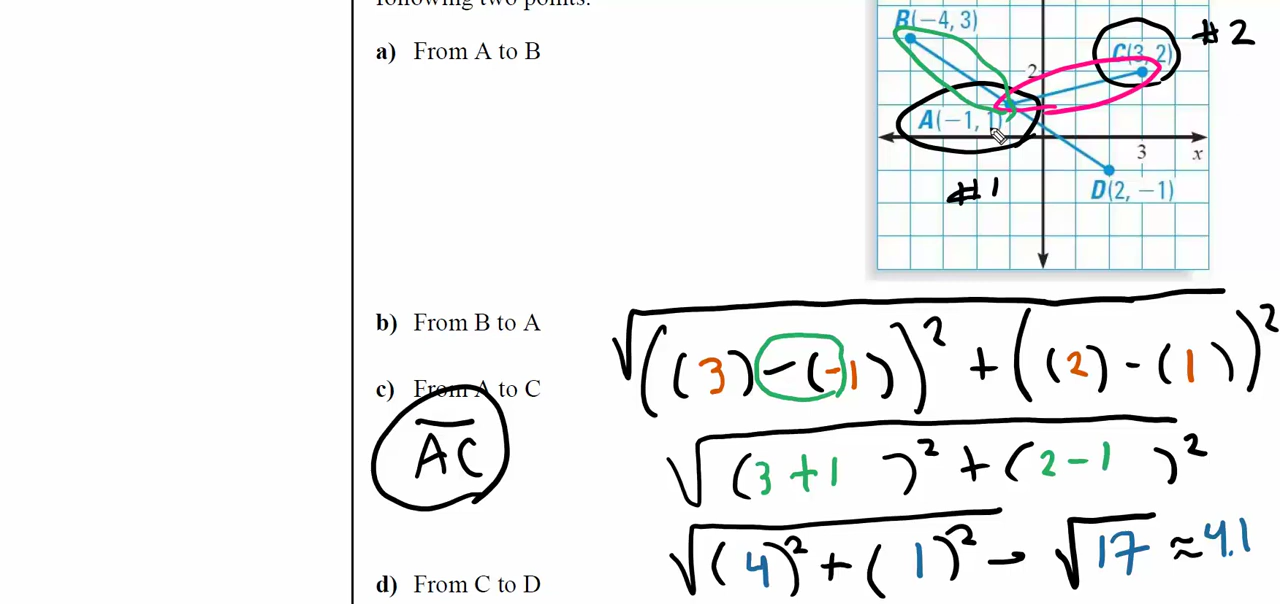 following two points.
a) From A to B
B(−4, 3)
C(3, 2)
#2
2
A(−1, 1)
3
x
D(2, −1)
#1
b) From B to A
√((3) −(−1))² + ((2) − (1))²
c) From A to C
AC
√(3 + 1)² + (2 − 1)²
√(4)² + (1)² − √17 ≈ 4.1
d) From C to D